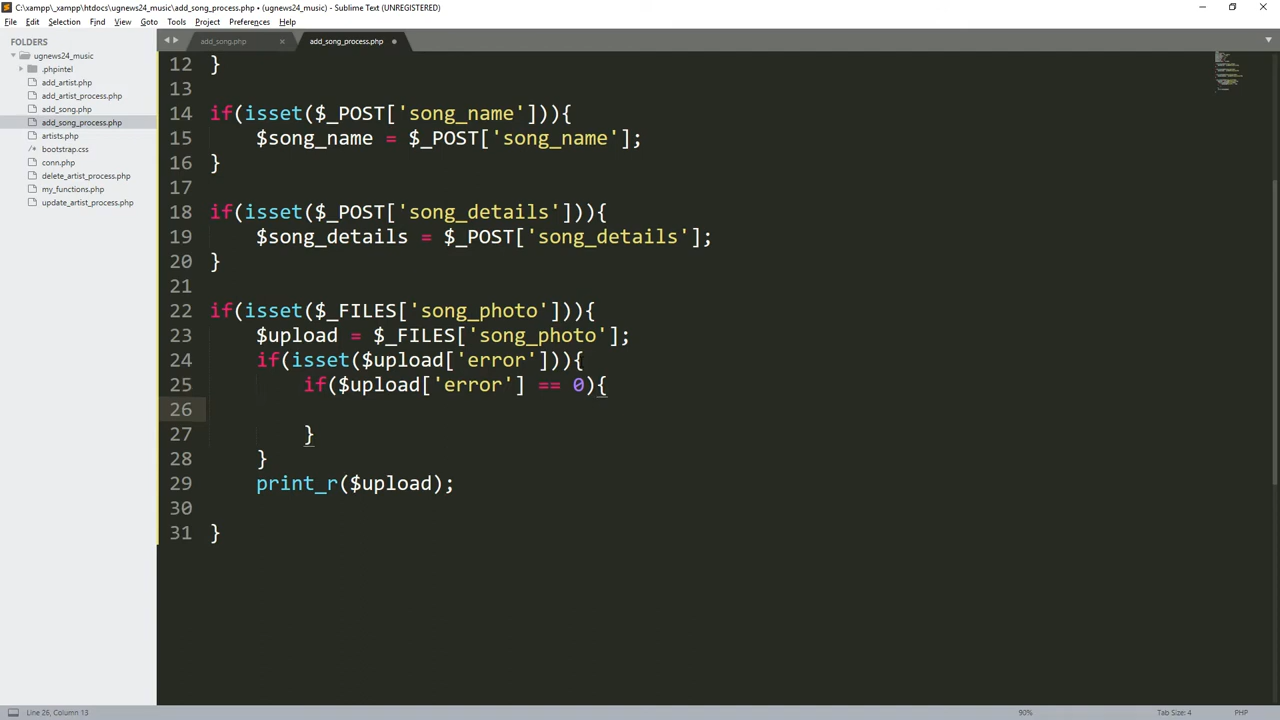 C:\xampp\_xampp\htdocs\ugnews24_music\add_song_process.php • (ugnews24_music) - Sublime Text (UNREGISTERED)
File Edit Selection Find View Goto Tools Project Preferences Help
FOLDERS
ugnews24_music
.phpintel
add_artist.php
add_artist_process.php
add_song.php
add_song_process.php
artists.php
bootstrap.css
conn.php
delete_artist_process.php
my_functions.php
update_artist_process.php
add_song.php
add_song_process.php
12 }
13
14 if(isset($_POST['song_name'])){
15 $song_name = $_POST['song_name'];
16 }
17
18 if(isset($_POST['song_details'])){
19 $song_details = $_POST['song_details'];
20 }
21
22 if(isset($_FILES['song_photo'])){
23 $upload = $_FILES['song_photo'];
24 if(isset($upload['error'])){
25 if($upload['error'] == 0){
26
27 }
28 }
29 print_r($upload);
30
31 }
Line 26, Column 13
90%
Tab Size: 4
PHP